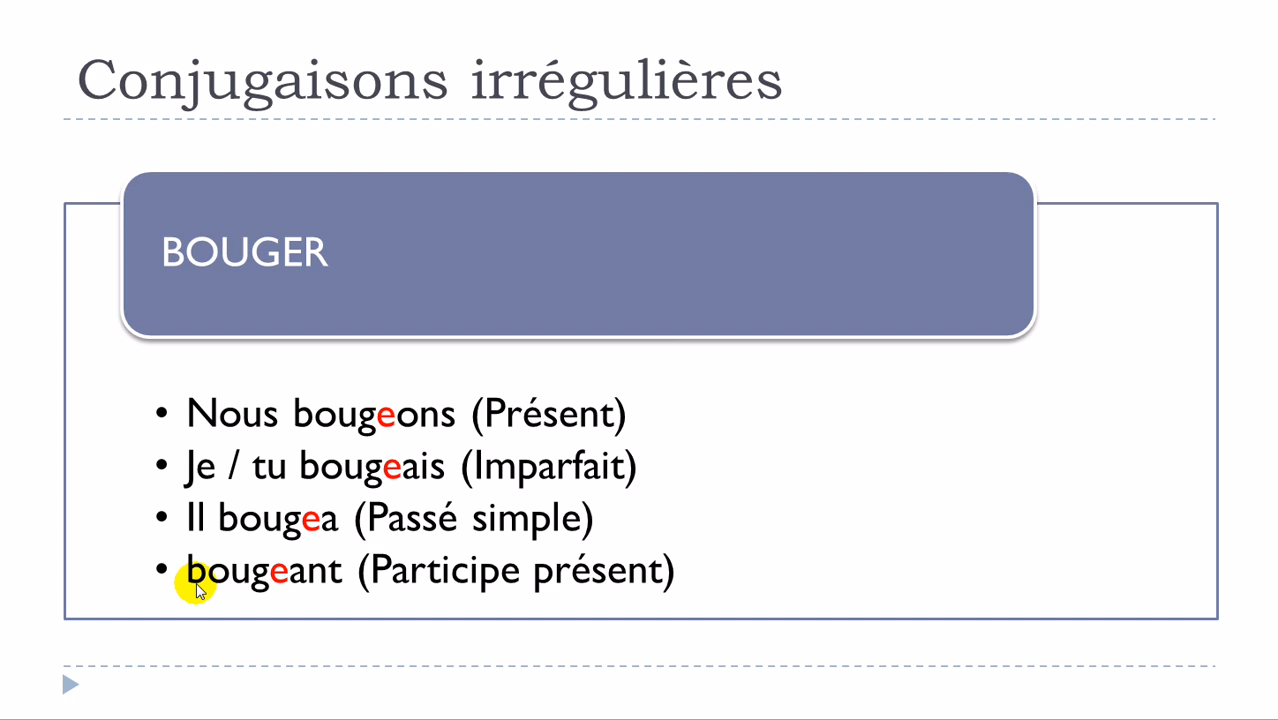 Conjugaisons irrégulières
BOUGER
• Nous bougeons (Présent)
• Je / tu bougeais (Imparfait)
• Il bougea (Passé simple)
• bougeant (Participe présent)